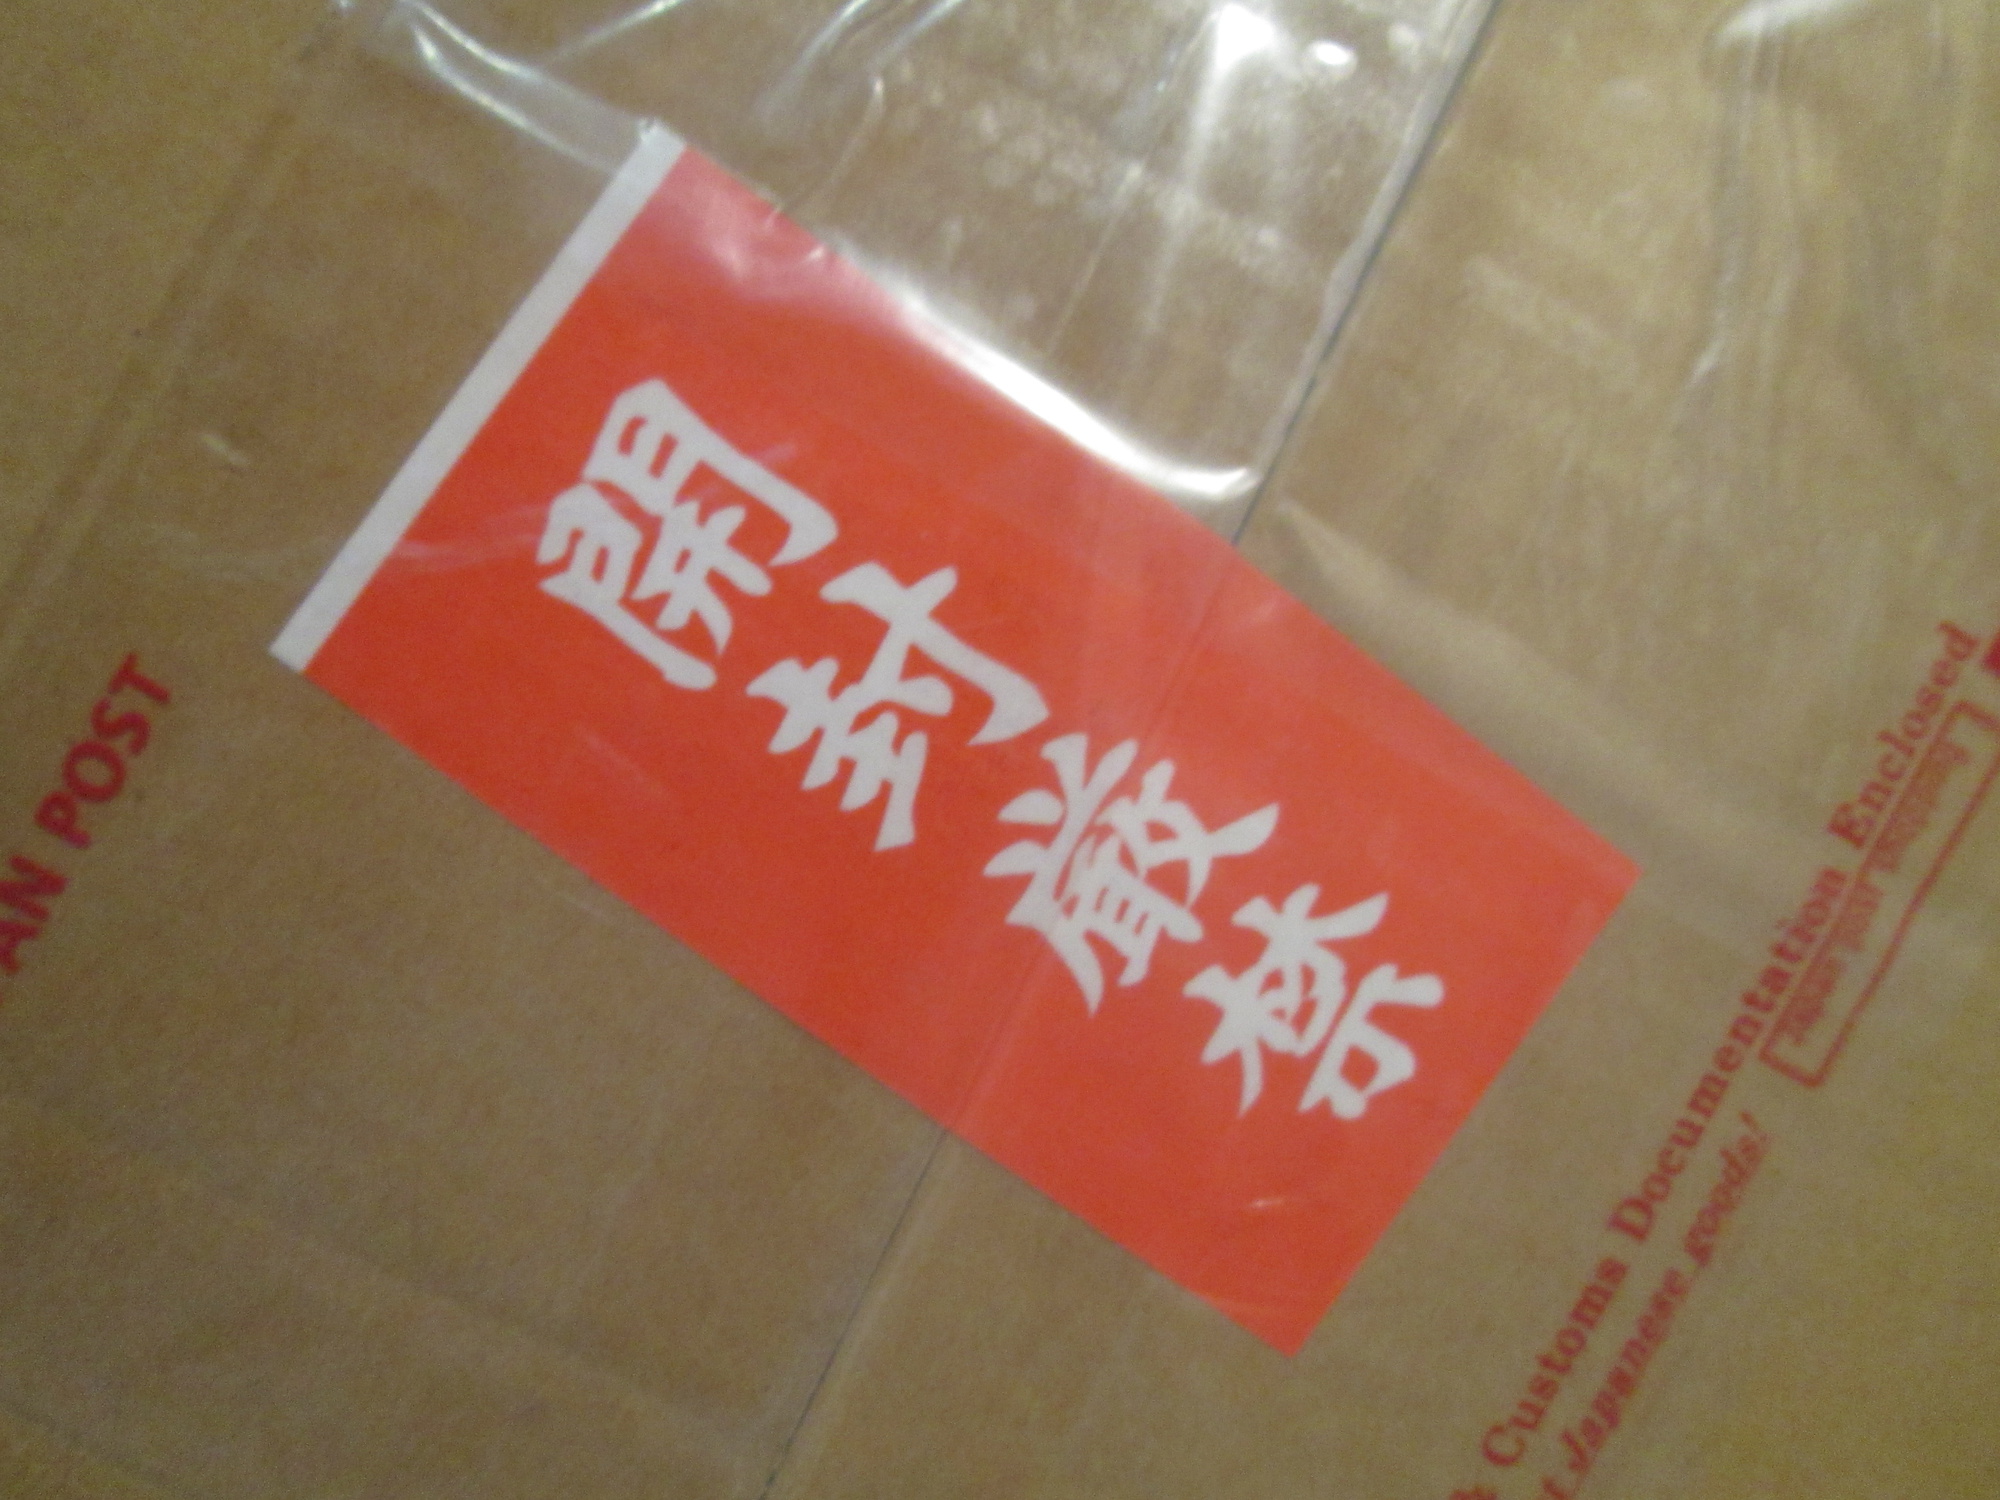 開封厳禁
AN POST
& Customs Documentation Enclosed
t Japanese goods!